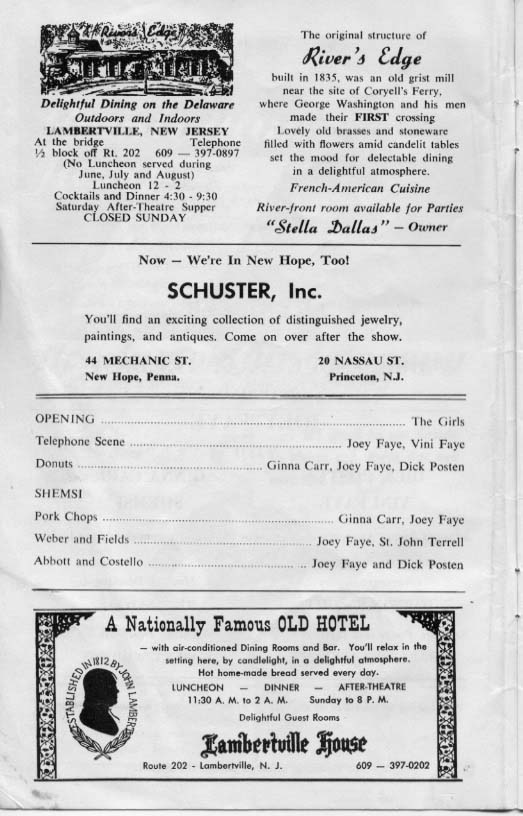 River's Edge
Delightful Dining on the Delaware
Outdoors and Indoors
LAMBERTVILLE, NEW JERSEY
At the bridge Telephone
½ block off Rt. 202 609 — 397-0897
(No Luncheon served during
June, July and August)
Luncheon 12 - 2
Cocktails and Dinner 4:30 - 9:30
Saturday After-Theatre Supper
CLOSED SUNDAY
The original structure of
River's Edge
built in 1835, was an old grist mill
near the site of Coryell's Ferry,
where George Washington and his men
made their FIRST crossing
Lovely old brasses and stoneware
filled with flowers amid candelit tables
set the mood for delectable dining
in a delightful atmosphere.
French-American Cuisine
River-front room available for Parties
"Stella Dallas" — Owner
Now — We're In New Hope, Too!
SCHUSTER, Inc.
You'll find an exciting collection of distinguished jewelry,
paintings, and antiques. Come on over after the show.
44 MECHANIC ST. 20 NASSAU ST.
New Hope, Penna. Princeton, N.J.
OPENING ........ The Girls
Telephone Scene ........ Joey Faye, Vini Faye
Donuts ........ Ginna Carr, Joey Faye, Dick Posten
SHEMSI
Pork Chops ........ Ginna Carr, Joey Faye
Weber and Fields ........ Joey Faye, St. John Terrell
Abbott and Costello ........ Joey Faye and Dick Posten
A Nationally Famous OLD HOTEL
— with air-conditioned Dining Rooms and Bar. You'll relax in the
setting here, by candlelight, in a delightful atmosphere.
Hot home-made bread served every day.
LUNCHEON — DINNER — AFTER-THEATRE
11:30 A. M. to 2 A. M. Sunday to 8 P. M.
Delightful Guest Rooms
Lambertville House
Route 202 - Lambertville, N. J. 609 — 397-0202
ESTABLISHED IN 1812 BY JOHN LAMBERT